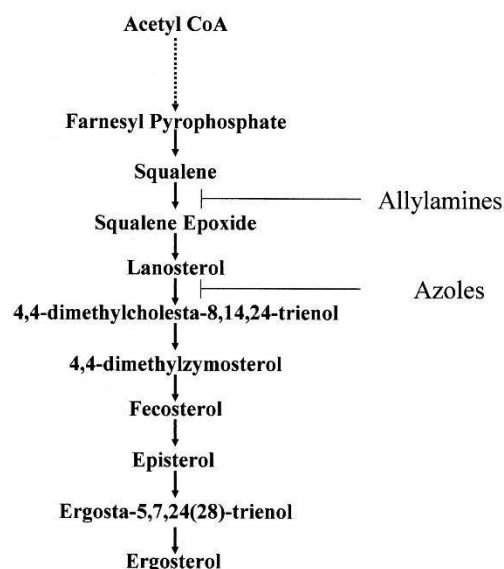 Acetyl CoA
Farnesyl Pyrophosphate
Squalene
Allylamines
Squalene Epoxide
Lanosterol
Azoles
4,4-dimethylcholesta-8,14,24-trienol
4,4-dimethylzymosterol
Fecosterol
Episterol
Ergosta-5,7,24(28)-trienol
Ergosterol